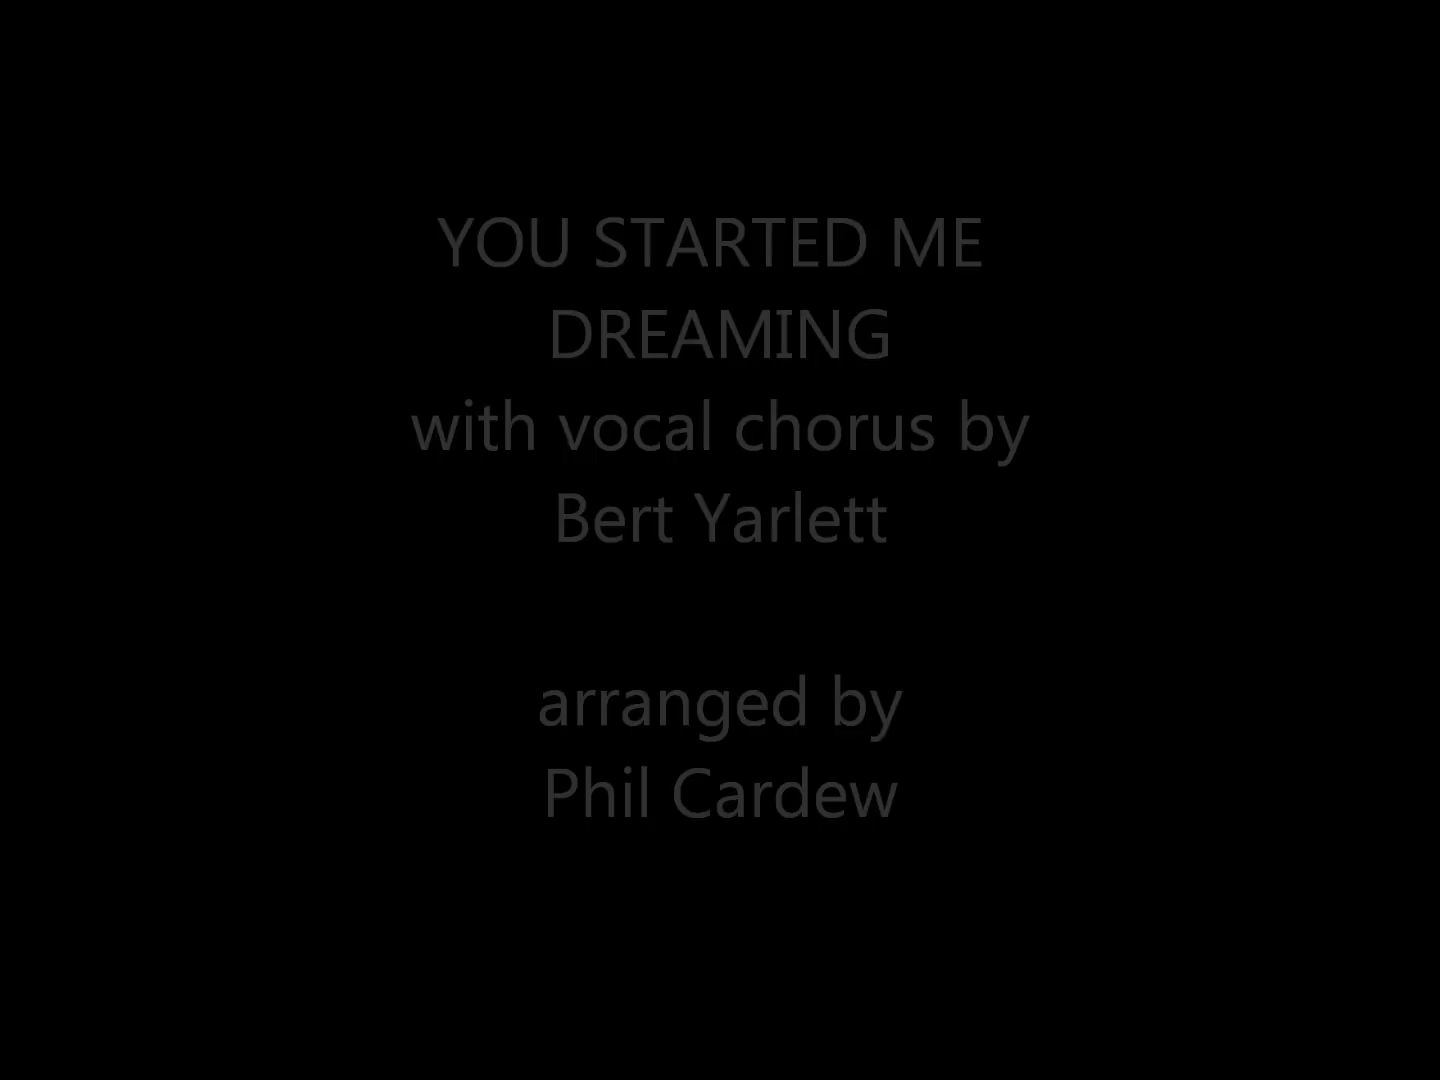 YOU STARTED ME
DREAMING
with vocal chorus by
Bert Yarlett
arranged by
Phil Cardew